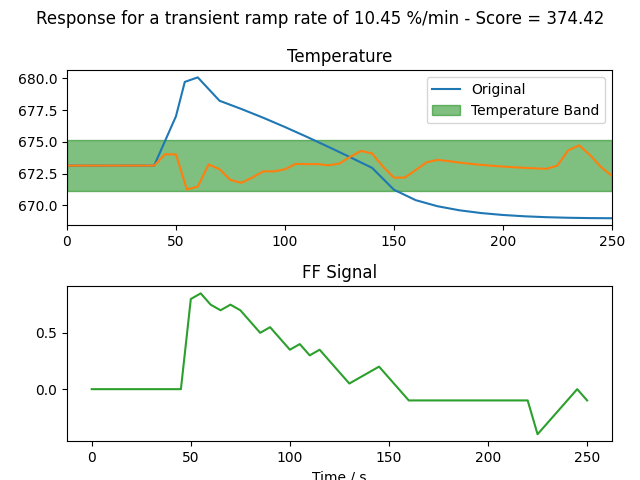 Response for a transient ramp rate of 10.45 %/min - Score = 374.42
Temperature
680.0
677.5
675.0
672.5
670.0
Original
Temperature Band
0 50 100 150 200 250
FF Signal
0.5
0.0
0 50 100 150 200 250
Time / s